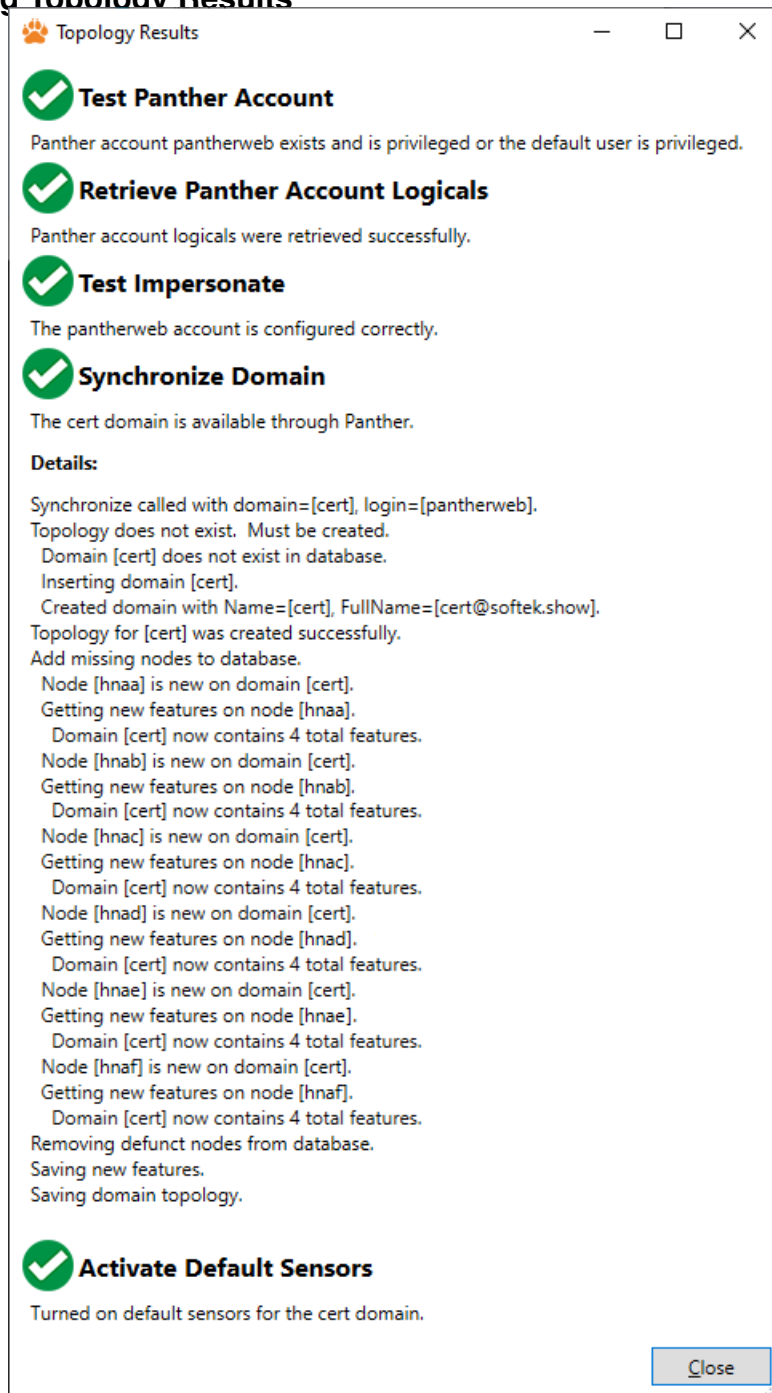 g Topology Results
Topology Results
Test Panther Account
Panther account pantherweb exists and is privileged or the default user is privileged.
Retrieve Panther Account Logicals
Panther account logicals were retrieved successfully.
Test Impersonate
The pantherweb account is configured correctly.
Synchronize Domain
The cert domain is available through Panther.
Details:
Synchronize called with domain=[cert], login=[pantherweb].
Topology does not exist.  Must be created.
Domain [cert] does not exist in database.
Inserting domain [cert].
Created domain with Name=[cert], FullName=[cert@softek.show].
Topology for [cert] was created successfully.
Add missing nodes to database.
Node [hnaa] is new on domain [cert].
Getting new features on node [hnaa].
Domain [cert] now contains 4 total features.
Node [hnab] is new on domain [cert].
Getting new features on node [hnab].
Domain [cert] now contains 4 total features.
Node [hnac] is new on domain [cert].
Getting new features on node [hnac].
Domain [cert] now contains 4 total features.
Node [hnad] is new on domain [cert].
Getting new features on node [hnad].
Domain [cert] now contains 4 total features.
Node [hnae] is new on domain [cert].
Getting new features on node [hnae].
Domain [cert] now contains 4 total features.
Node [hnaf] is new on domain [cert].
Getting new features on node [hnaf].
Domain [cert] now contains 4 total features.
Removing defunct nodes from database.
Saving new features.
Saving domain topology.
Activate Default Sensors
Turned on default sensors for the cert domain.
Close